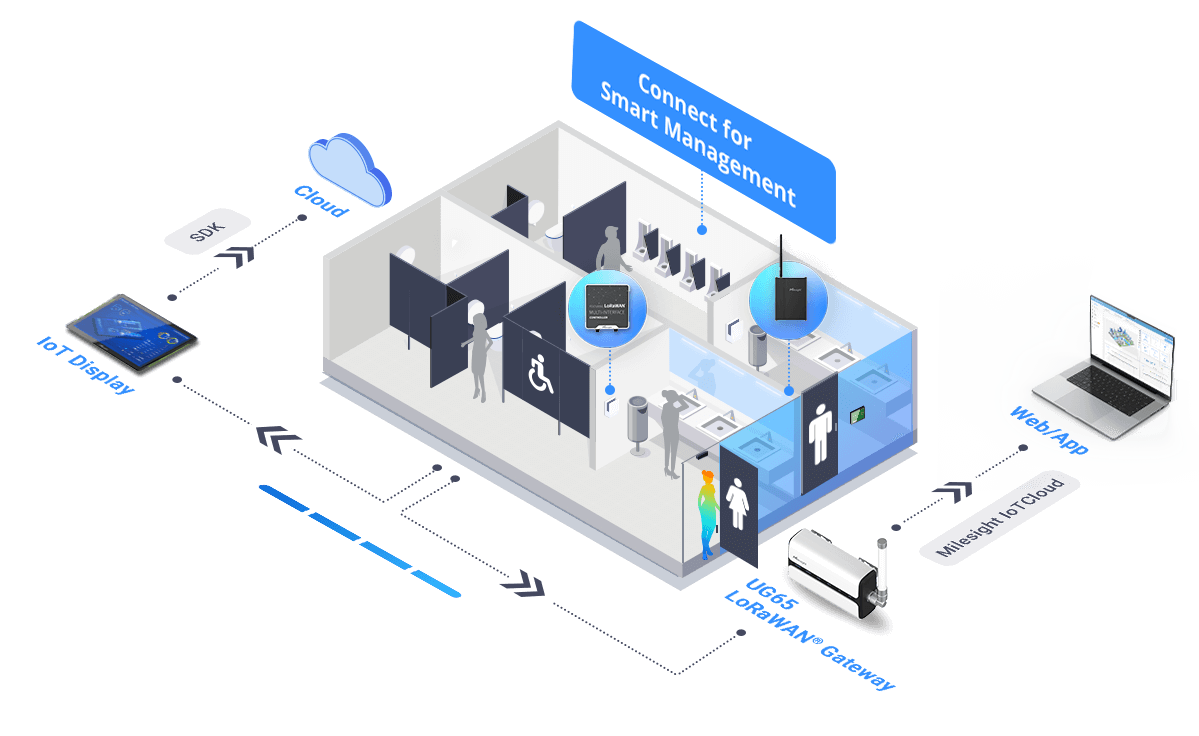 Connect for
Smart Management
Cloud
SDK
IoT Display
LoRaWAN
MULTI-INTERFACE
CONTROLLER
Web/App
Milesight IoTCloud
UG65
LoRaWAN® Gateway